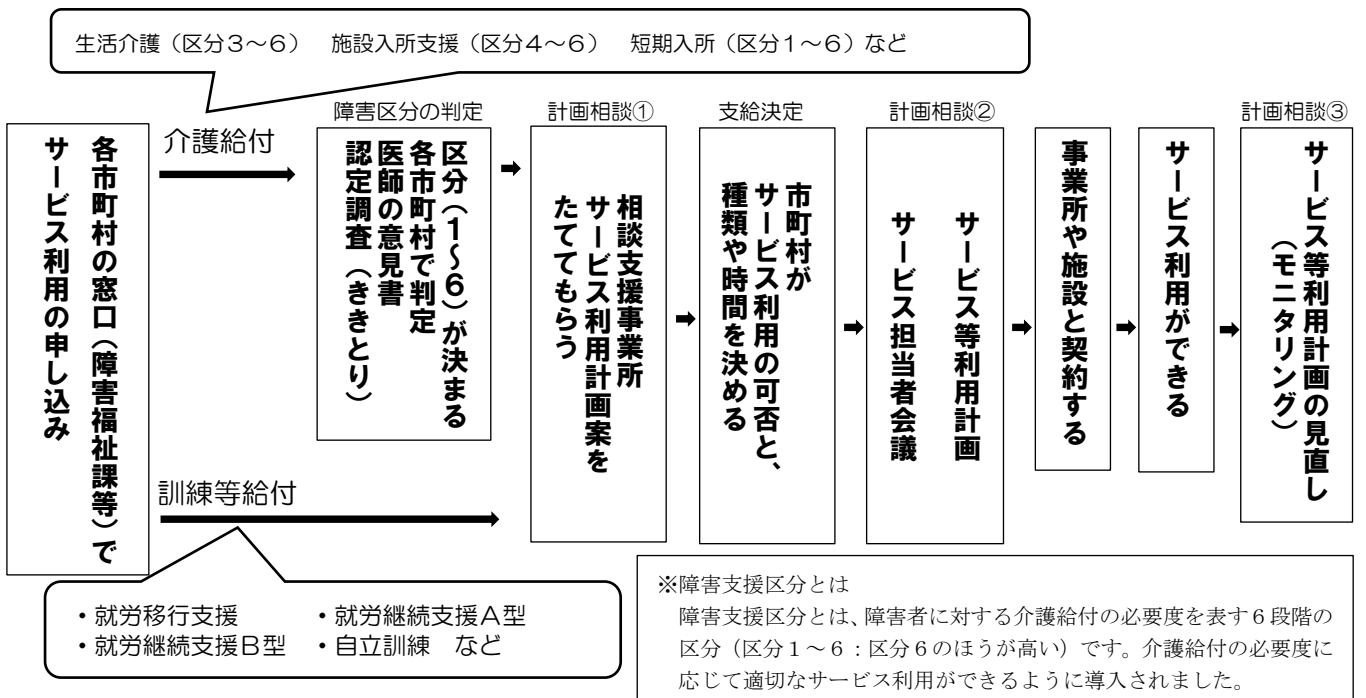 生活介護（区分３～６）　施設入所支援（区分４～６）　短期入所（区分１～６）など
各市町村の窓口（障害福祉課等）で
サービス利用の申し込み
介護給付
障害区分の判定
区分（１～６）が決まる
各市町村で判定
医師の意見書
認定調査（ききとり）
計画相談①
相談支援事業所
サービス利用計画案を
たててもらう
支給決定
市町村が
サービス利用の可否と、
種類や時間を決める
計画相談②
サービス等利用計画
サービス担当者会議
事業所や施設と契約する
サービス利用ができる
計画相談③
サービス等利用計画の見直し
（モニタリング）
訓練等給付
・就労移行支援　・就労継続支援Ａ型
・就労継続支援Ｂ型　・自立訓練　など
※障害支援区分とは
障害支援区分とは、障害者に対する介護給付の必要度を表す６段階の
区分（区分１～６：区分６のほうが高い）です。介護給付の必要度に
応じて適切なサービス利用ができるように導入されました。